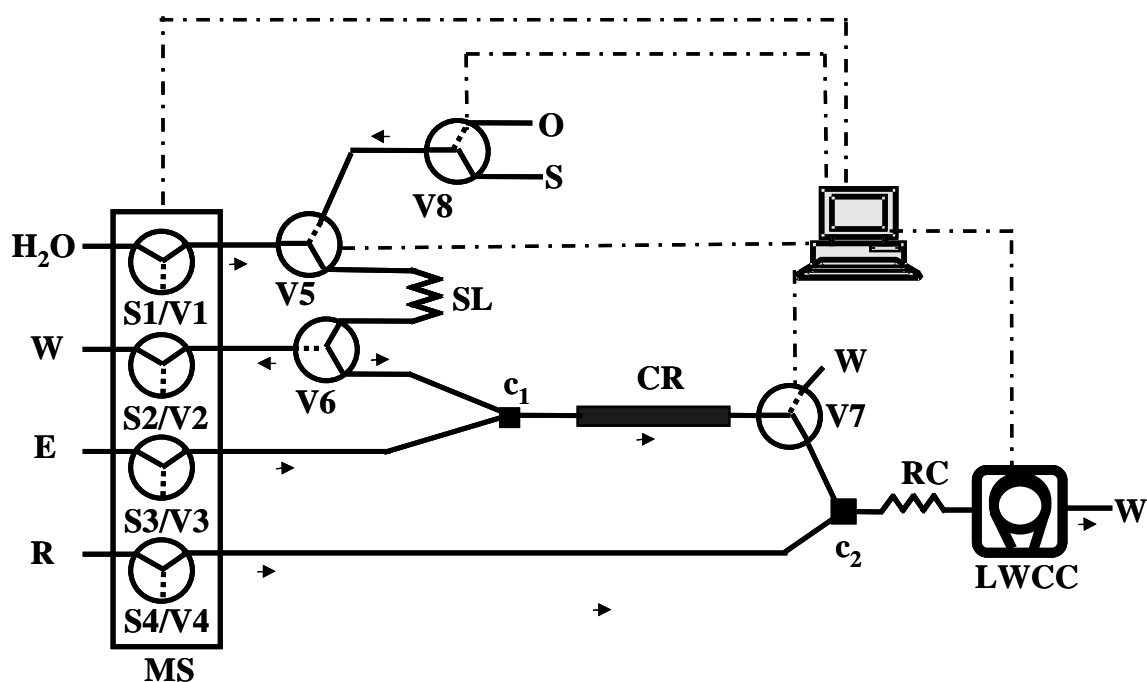 O
S
V8
H₂O
V5
SL
S1/V1
W
V6
S2/V2
c₁
CR
W
V7
E
S3/V3
RC
W
R
c₂
LWCC
S4/V4
MS